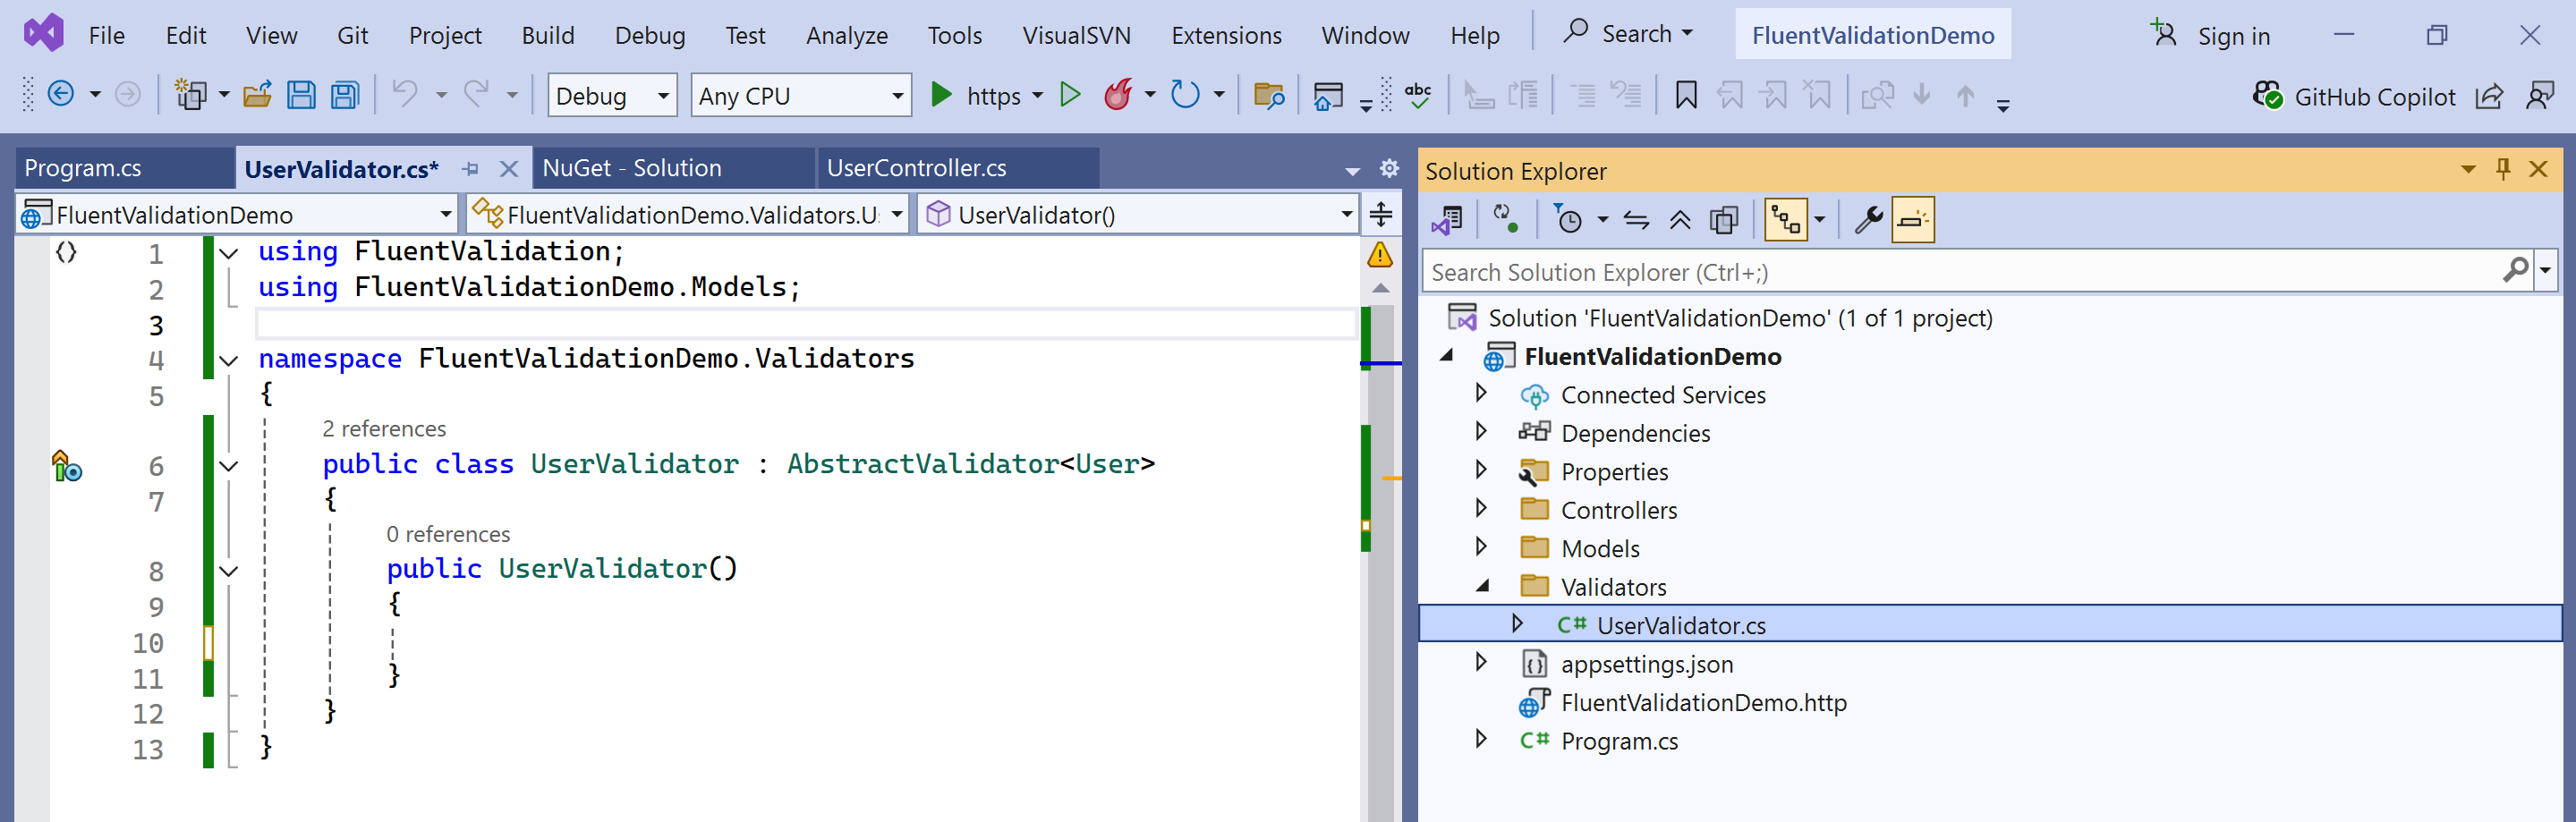 File Edit View Git Project Build Debug Test Analyze Tools VisualSVN Extensions Window Help Search FluentValidationDemo Sign in
Debug Any CPU https abc GitHub Copilot
Program.cs UserValidator.cs* NuGet - Solution UserController.cs
FluentValidationDemo FluentValidationDemo.Validators.U: UserValidator()
1 using FluentValidation;
2 using FluentValidationDemo.Models;
3
4 namespace FluentValidationDemo.Validators
5 {
2 references
6 public class UserValidator : AbstractValidator<User>
7 {
0 references
8 public UserValidator()
9 {
10
11 }
12 }
13 }
Solution Explorer
Search Solution Explorer (Ctrl+;)
Solution 'FluentValidationDemo' (1 of 1 project)
FluentValidationDemo
Connected Services
Dependencies
Properties
Controllers
Models
Validators
C# UserValidator.cs
appsettings.json
FluentValidationDemo.http
C# Program.cs